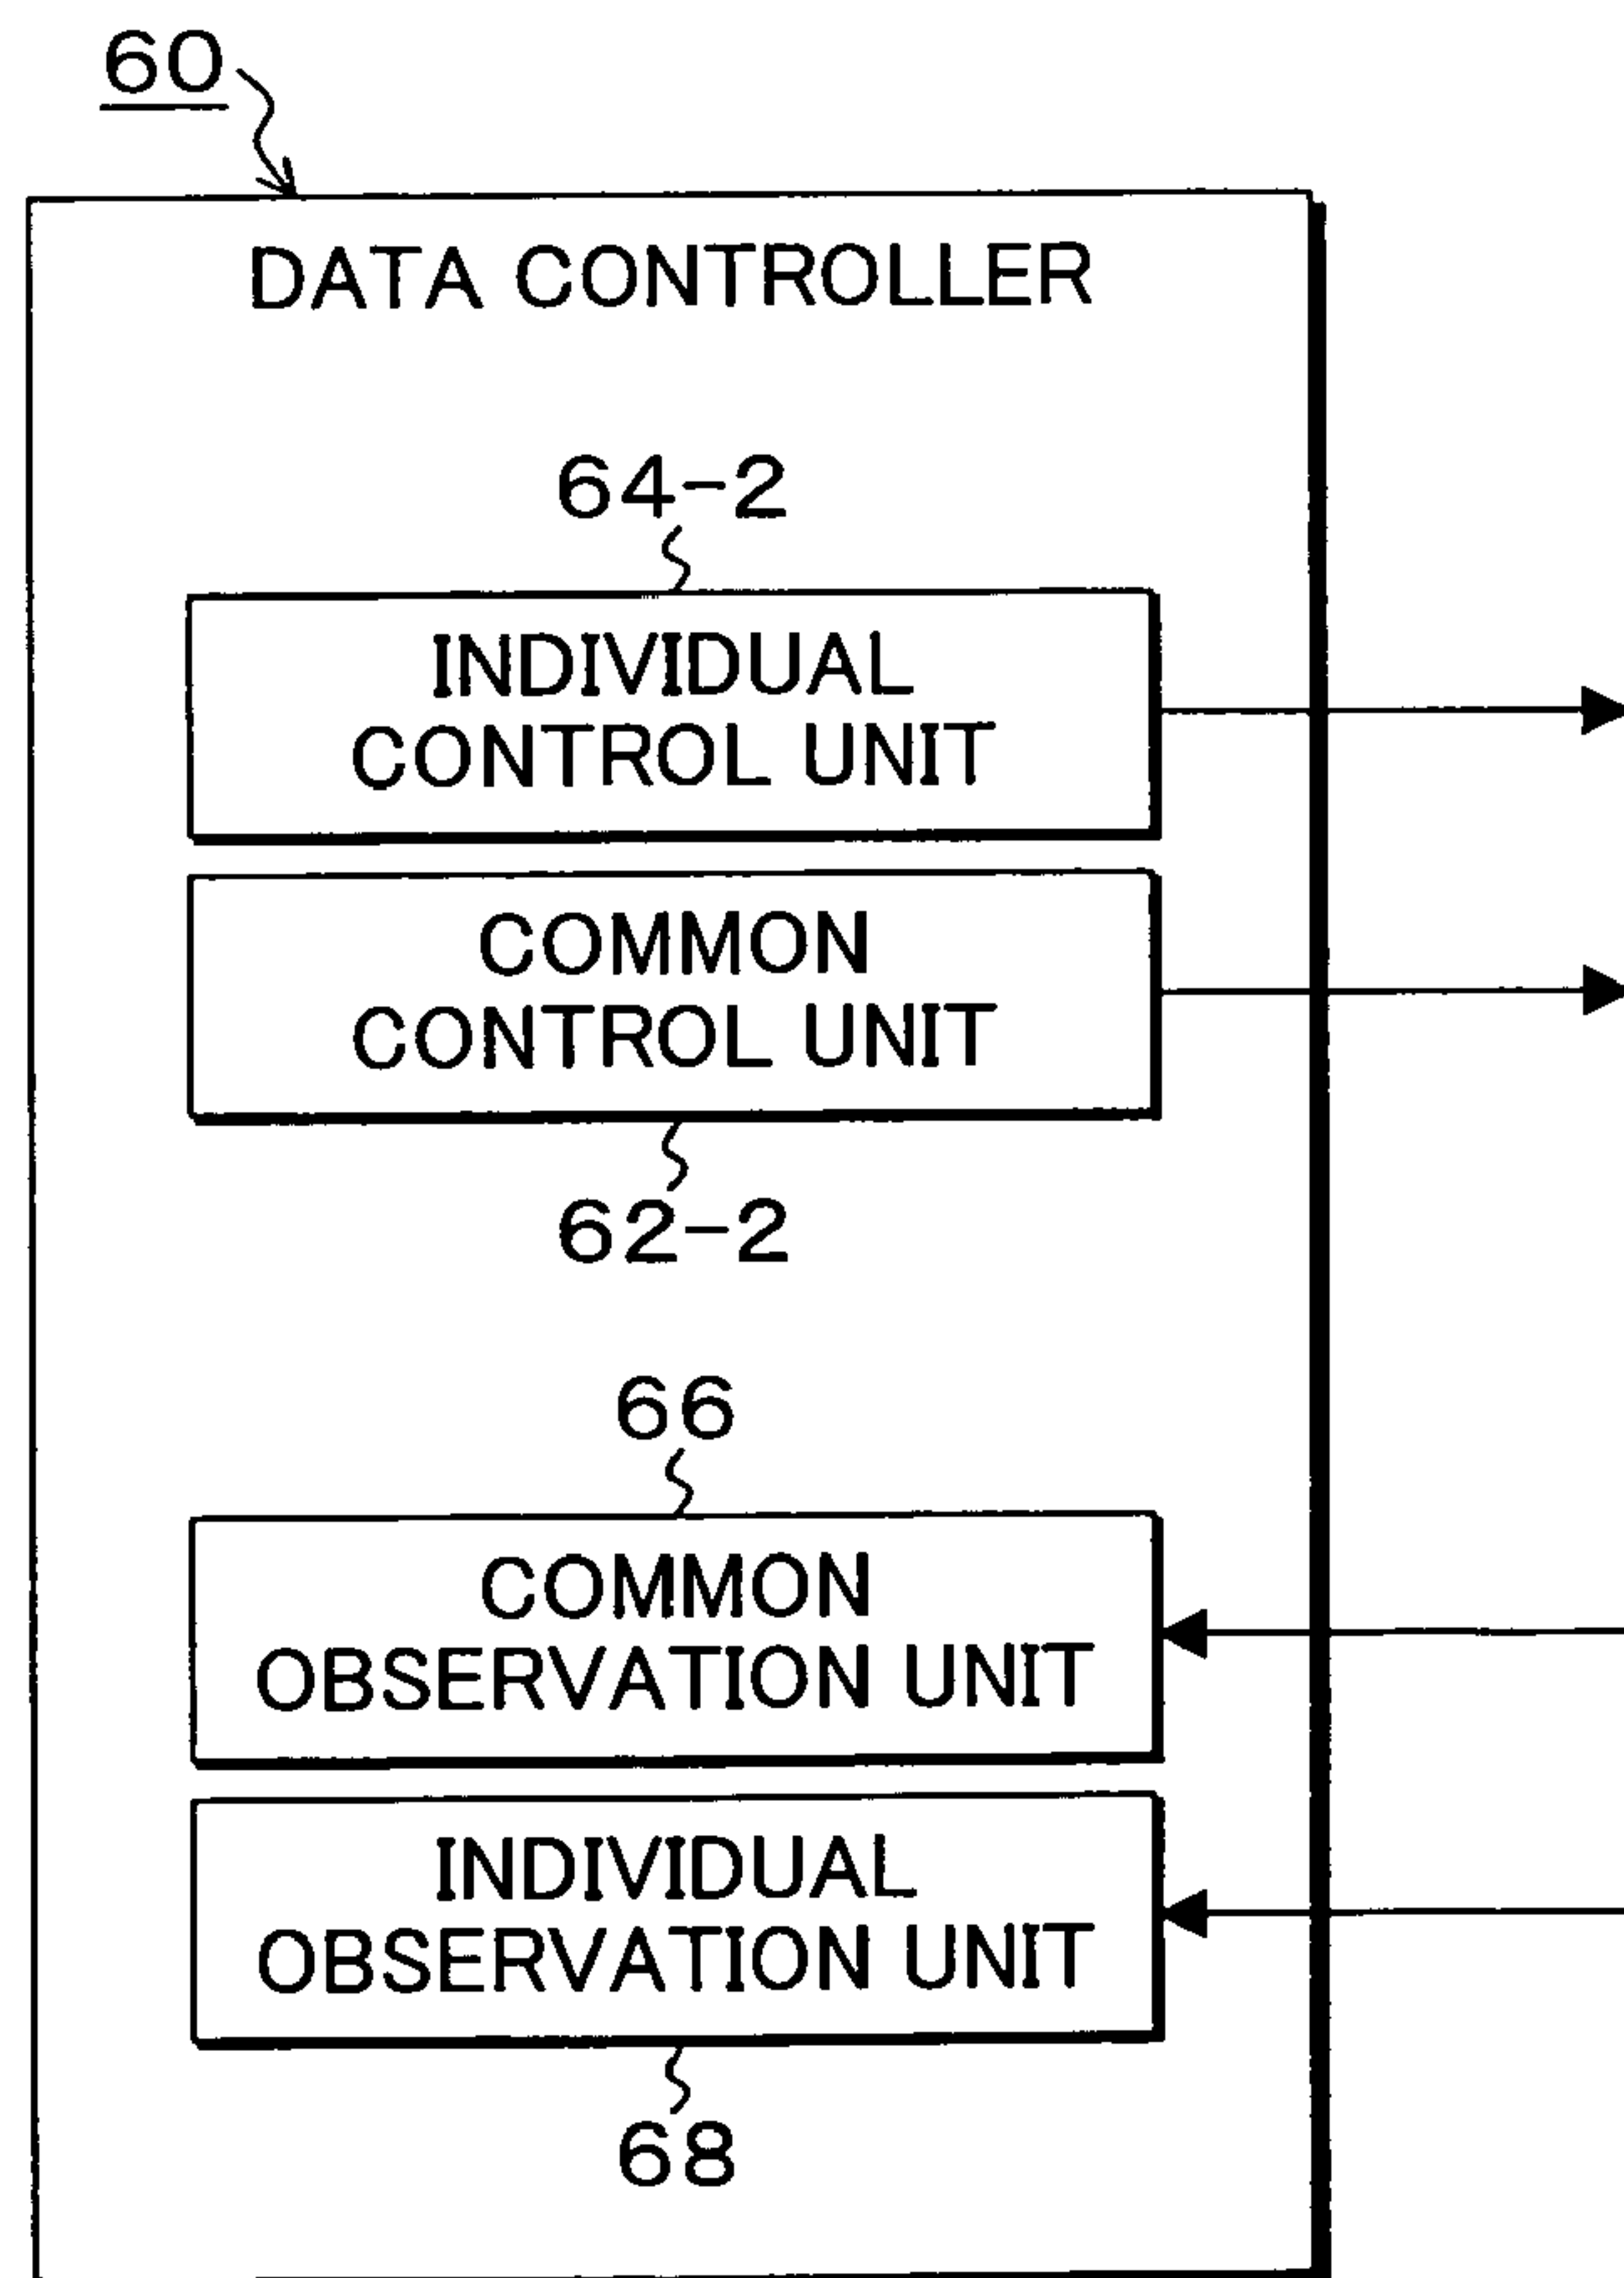 60
DATA CONTROLLER
64-2
INDIVIDUAL
CONTROL UNIT
COMMON
CONTROL UNIT
62-2
66
COMMON
OBSERVATION UNIT
INDIVIDUAL
OBSERVATION UNIT
68